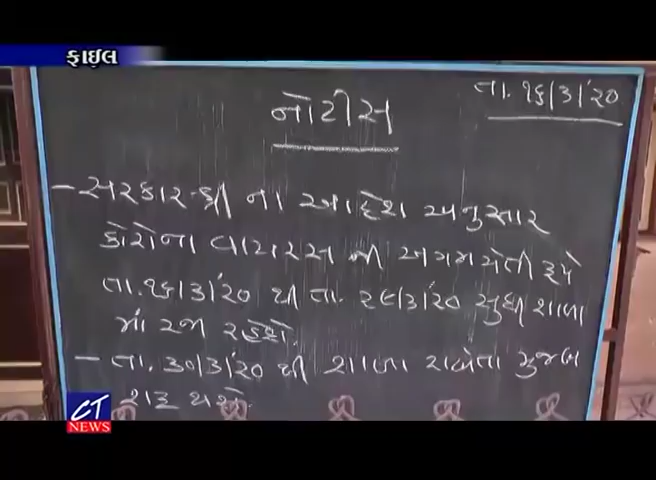 ફાઇલ
તા. ૧૬/૩/'૨૦
નોટીસ
- સરકાર શ્રી ના આદેશ અનુસાર
કોરોના વાયરસ ની અગમચેતી રૂપે
તા.૧૬/૩/'૨૦ થી તા. ૨૯/૩/'૨૦ સુધી શાળા
માં રજા રહેશે.
- તા. ૩૦/૩/'૨૦ થી શાળા રાબેતા મુજબ
શરૂ થશે.
CT
NEWS